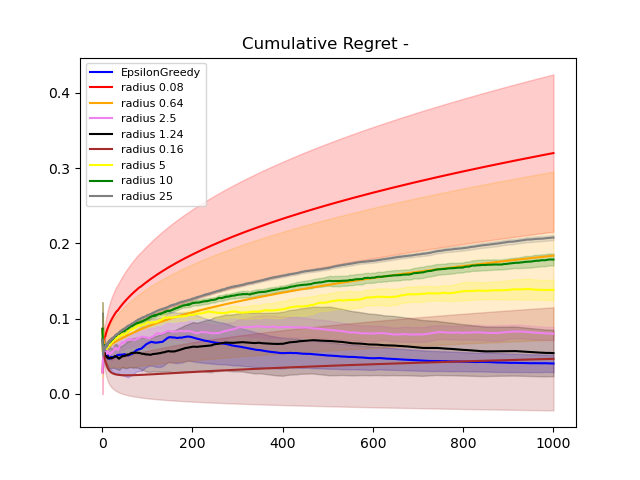 Cumulative Regret -
EpsilonGreedy
radius 0.08
radius 0.64
radius 2.5
radius 1.24
radius 0.16
radius 5
radius 10
radius 25
0.4
0.3
0.2
0.1
0.0
0 200 400 600 800 1000